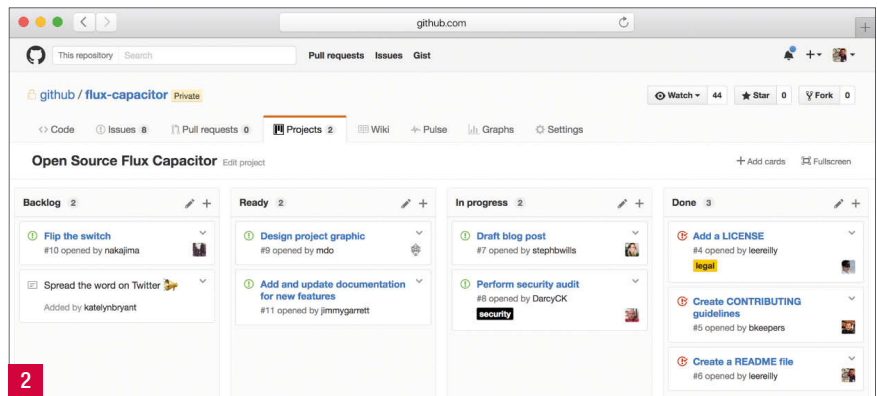 github.com
This repository Search
Pull requests Issues Gist
github / flux-capacitor Private
Watch 44 Star 0 Fork 0
Code Issues 8 Pull requests 0 Projects 2 Wiki Pulse Graphs Settings
Open Source Flux Capacitor Edit project
Add cards Fullscreen
Backlog 2
Flip the switch
#10 opened by nakajima
Spread the word on Twitter
Added by katelynbryant
Ready 2
Design project graphic
#9 opened by mdo
Add and update documentation
for new features
#11 opened by jimmygarrett
In progress 2
Draft blog post
#7 opened by stephbwills
Perform security audit
#8 opened by DarcyCK
security
Done 3
Add a LICENSE
#4 opened by leereilly
legal
Create CONTRIBUTING
guidelines
#5 opened by bkeepers
Create a README file
#6 opened by leereilly
2